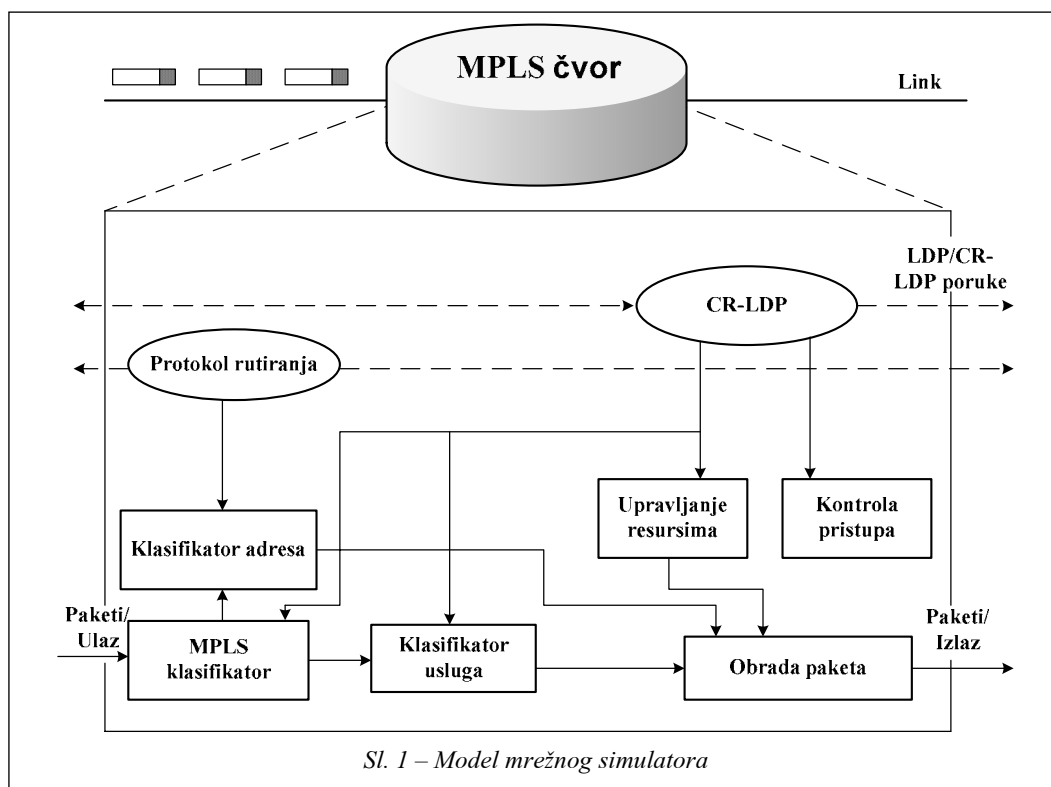 MPLS čvor
Link
LDP/CR-
LDP poruke
CR-LDP
Protokol rutiranja
Upravljanje
resursima
Kontrola
pristupa
Klasifikator adresa
Paketi/
Ulaz
MPLS
klasifikator
Klasifikator
usluga
Obrada paketa
Paketi/
Izlaz
Sl. 1 – Model mrežnog simulatora